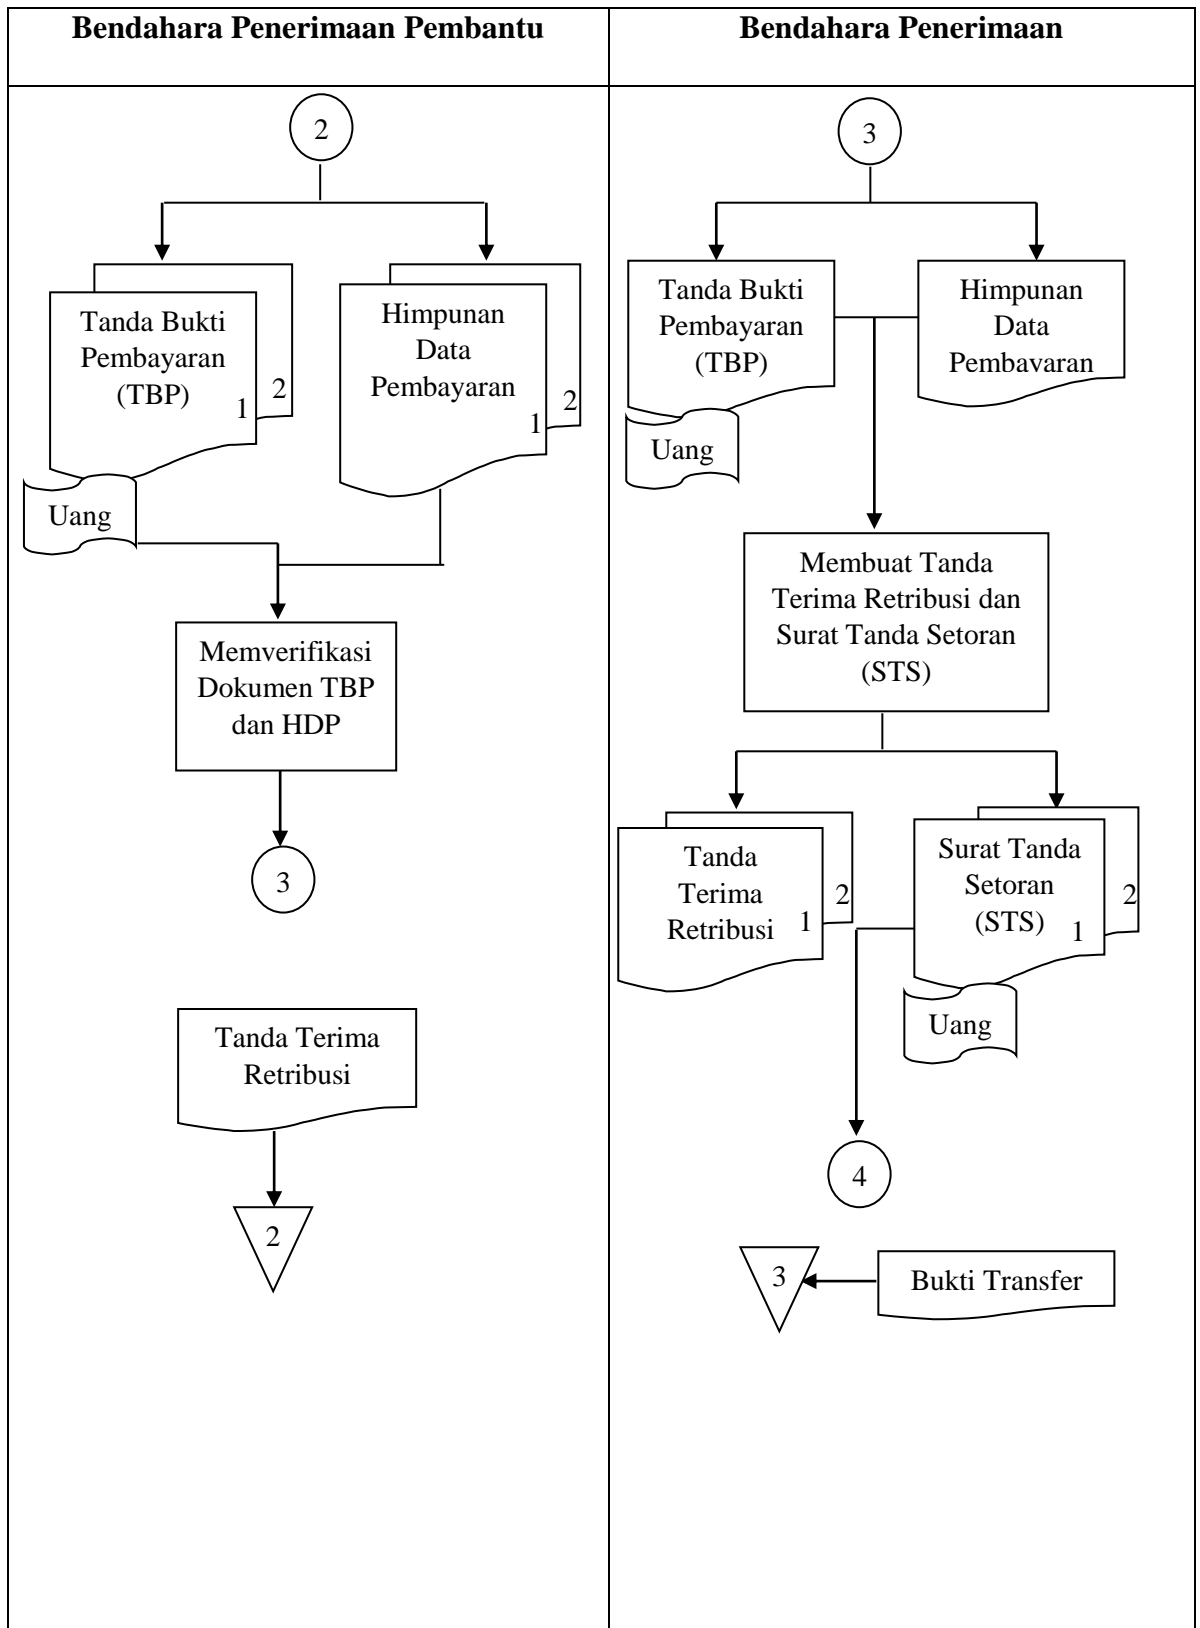 Bendahara Penerimaan Pembantu
2
Tanda Bukti
Pembayaran
(TBP)
1
2
Himpunan
Data
Pembayaran
1
2
Uang
Memverifikasi
Dokumen TBP
dan HDP
3
Tanda Terima
Retribusi
2
Bendahara Penerimaan
3
Tanda Bukti
Pembayaran
(TBP)
Himpunan
Data
Pembavaran
Uang
Membuat Tanda
Terima Retribusi dan
Surat Tanda Setoran
(STS)
Tanda
Terima
Retribusi
1
2
Surat Tanda
Setoran
(STS)
1
2
Uang
4
3
Bukti Transfer